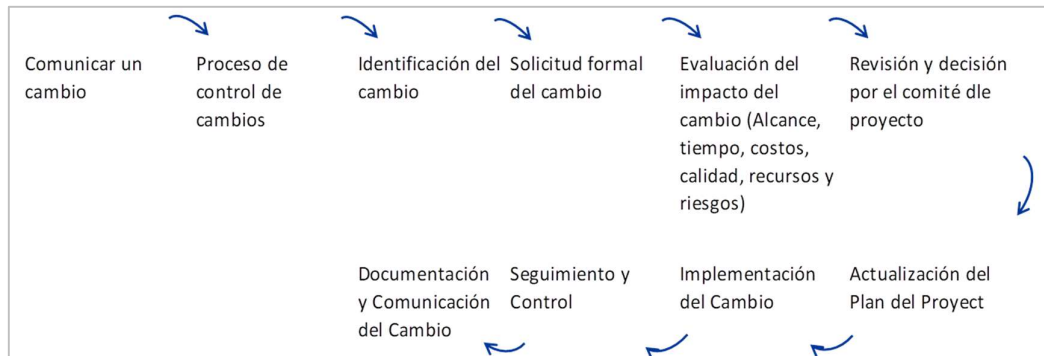 Comunicar un
cambio
Proceso de
control de
cambios
Identificación del
cambio
Solicitud formal
del cambio
Evaluación del
impacto del
cambio (Alcance,
tiempo, costos,
calidad, recursos y
riesgos)
Revisión y decisión
por el comité dle
proyecto
Actualización del
Plan del Proyect
Implementación
del Cambio
Seguimiento y
Control
Documentación
y Comunicación
del Cambio